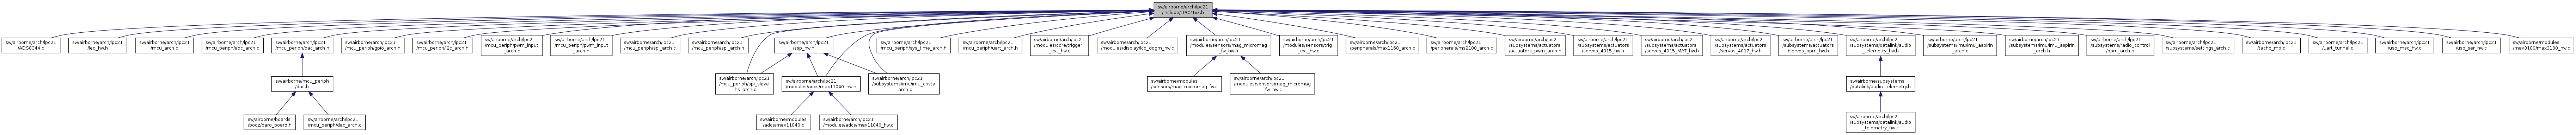 sw/airborne/arch/lpc21
/include/LPC21xx.h
sw/airborne/arch/lpc21
/ADS8344.c
sw/airborne/arch/lpc21
/led_hw.h
sw/airborne/arch/lpc21
/mcu_arch.c
sw/airborne/arch/lpc21
/mcu_periph/adc_arch.c
sw/airborne/arch/lpc21
/mcu_periph/dac_arch.h
sw/airborne/arch/lpc21
/mcu_periph/gpio_arch.h
sw/airborne/arch/lpc21
/mcu_periph/i2c_arch.h
sw/airborne/arch/lpc21
/mcu_periph/pwm_input
_arch.c
sw/airborne/arch/lpc21
/mcu_periph/pwm_input
_arch.h
sw/airborne/arch/lpc21
/mcu_periph/spi_arch.c
sw/airborne/arch/lpc21
/mcu_periph/spi_arch.h
sw/airborne/arch/lpc21
/ssp_hw.h
sw/airborne/arch/lpc21
/mcu_periph/sys_time_arch.h
sw/airborne/arch/lpc21
/mcu_periph/uart_arch.h
sw/airborne/arch/lpc21
/modules/core/trigger
_ext_hw.c
sw/airborne/arch/lpc21
/modules/display/lcd_dogm_hw.c
sw/airborne/arch/lpc21
/modules/sensors/mag_micromag
_fw_hw.h
sw/airborne/arch/lpc21
/modules/sensors/trig
_ext_hw.c
sw/airborne/arch/lpc21
/peripherals/max1168_arch.c
sw/airborne/arch/lpc21
/peripherals/ms2100_arch.c
sw/airborne/arch/lpc21
/subsystems/actuators
/actuators_pwm_arch.h
sw/airborne/arch/lpc21
/subsystems/actuators
/servos_4015_hw.h
sw/airborne/arch/lpc21
/subsystems/actuators
/servos_4015_MAT_hw.h
sw/airborne/arch/lpc21
/subsystems/actuators
/servos_4017_hw.h
sw/airborne/arch/lpc21
/subsystems/actuators
/servos_ppm_hw.h
sw/airborne/arch/lpc21
/subsystems/datalink/audio
_telemetry_hw.h
sw/airborne/arch/lpc21
/subsystems/imu/imu_aspirin
_arch.c
sw/airborne/arch/lpc21
/subsystems/imu/imu_aspirin
_arch.h
sw/airborne/arch/lpc21
/subsystems/radio_control
/ppm_arch.h
sw/airborne/arch/lpc21
/subsystems/settings_arch.c
sw/airborne/arch/lpc21
/tacho_mb.c
sw/airborne/arch/lpc21
/uart_tunnel.c
sw/airborne/arch/lpc21
/usb_msc_hw.c
sw/airborne/arch/lpc21
/usb_ser_hw.c
sw/airborne/modules
/max3100/max3100_hw.c
sw/airborne/mcu_periph
/dac.h
sw/airborne/arch/lpc21
/mcu_periph/spi_slave
_hs_arch.c
sw/airborne/arch/lpc21
/modules/adcs/max11040_hw.h
sw/airborne/arch/lpc21
/subsystems/imu/imu_crista
_arch.c
sw/airborne/modules
/sensors/mag_micromag_fw.c
sw/airborne/arch/lpc21
/modules/sensors/mag_micromag
_fw_hw.c
sw/airborne/subsystems
/datalink/audio_telemetry.h
sw/airborne/boards
/booz/baro_board.h
sw/airborne/arch/lpc21
/mcu_periph/dac_arch.c
sw/airborne/modules
/adcs/max11040.c
sw/airborne/arch/lpc21
/modules/adcs/max11040_hw.c
sw/airborne/arch/lpc21
/subsystems/datalink/audio
_telemetry_hw.c